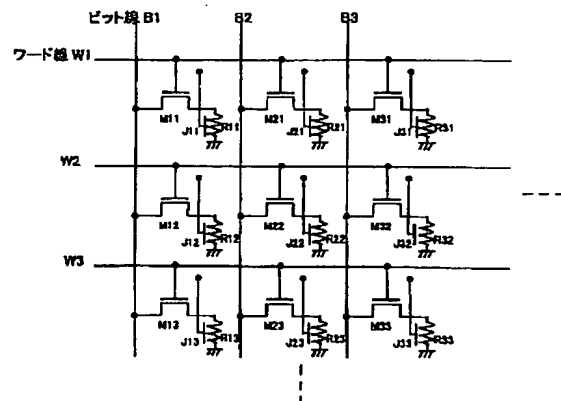 ビット線 B1 B2 B3
ワード線 W1
M11 J11 R11 M21 J21 R21 M31 J31 R31
W2
M12 J12 R12 M22 J22 R22 M32 J32 R32
W3
M13 J13 R13 M23 J23 R23 M33 J33 R33